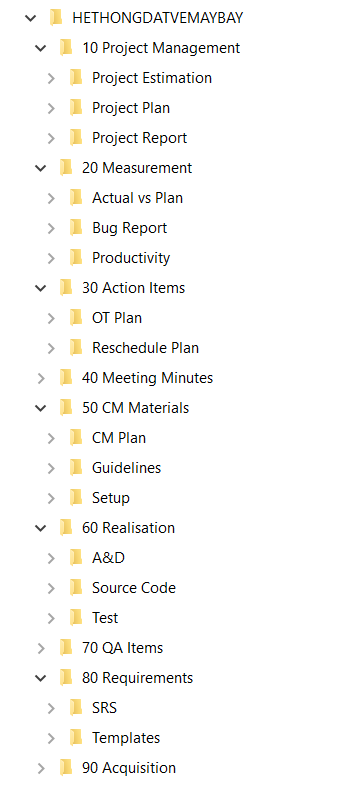 HETHONGDATVEMAYBAY
10 Project Management
Project Estimation
Project Plan
Project Report
20 Measurement
Actual vs Plan
Bug Report
Productivity
30 Action Items
OT Plan
Reschedule Plan
40 Meeting Minutes
50 CM Materials
CM Plan
Guidelines
Setup
60 Realisation
A&D
Source Code
Test
70 QA Items
80 Requirements
SRS
Templates
90 Acquisition